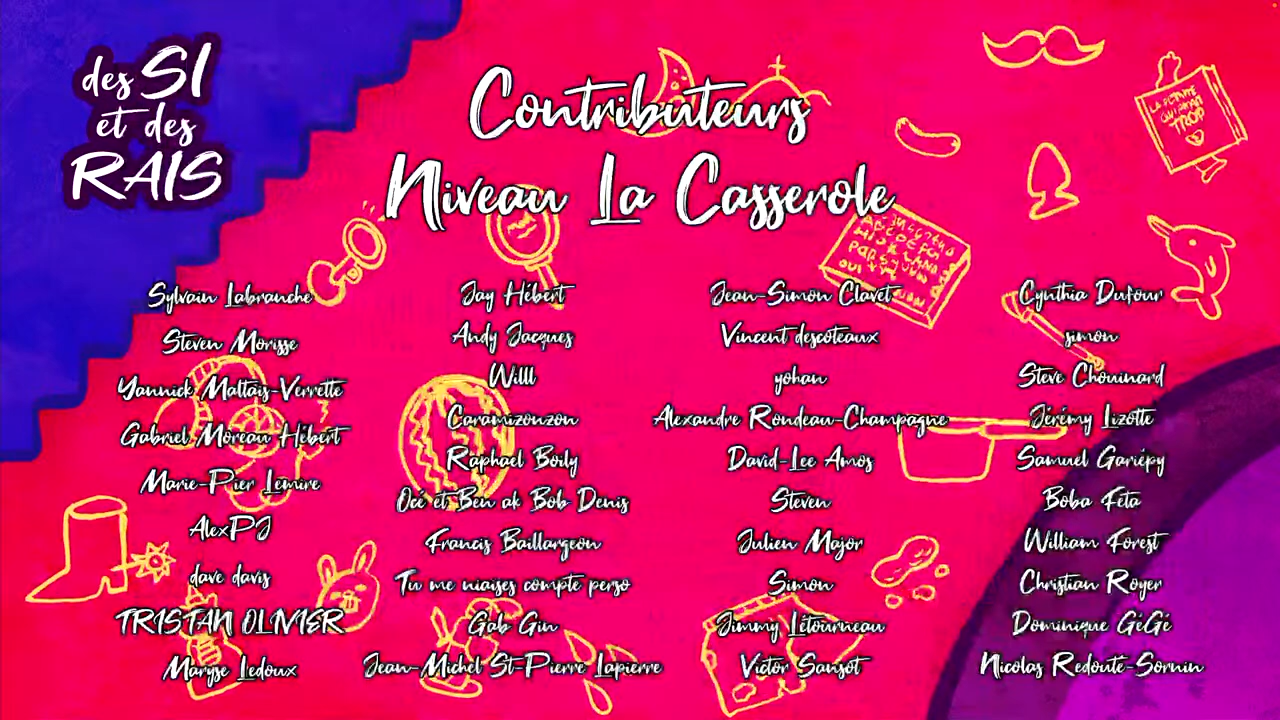 des SI
et des
RAIS
Contributeurs
Niveau La Casserole
Sylvain Labranche
Steven Morisse
Yannick Maltais-Verrette
Gabriel Moreau Hébert
Marie-Pier Lemire
AlexPJ
dave davis
TRISTAN OLIVIER
Maryse Ledoux
Jay Hébert
Andy Jacques
Willl
Caramizouzou
Raphael Boily
Océ et Ben ak Bob Denis
Francis Baillargeon
Tu me niaises compte perso
Gab Gin
Jean-Michel St-Pierre Lapierre
Jean-Simon Clavet
Vincent descoteaux
yohan
Alexandre Rondeau-Champagne
David-Lee Amos
Steven
Julien Major
Simon
Jimmy Létourneau
Victor Sansot
Cynthia Dufour
simon
Steve Chouinard
Jérémy Lizotte
Samuel Gariépy
Boba Feta
William Forest
Christian Royer
Dominique GéGé
Nicolas Redouté-Sornin
TROP